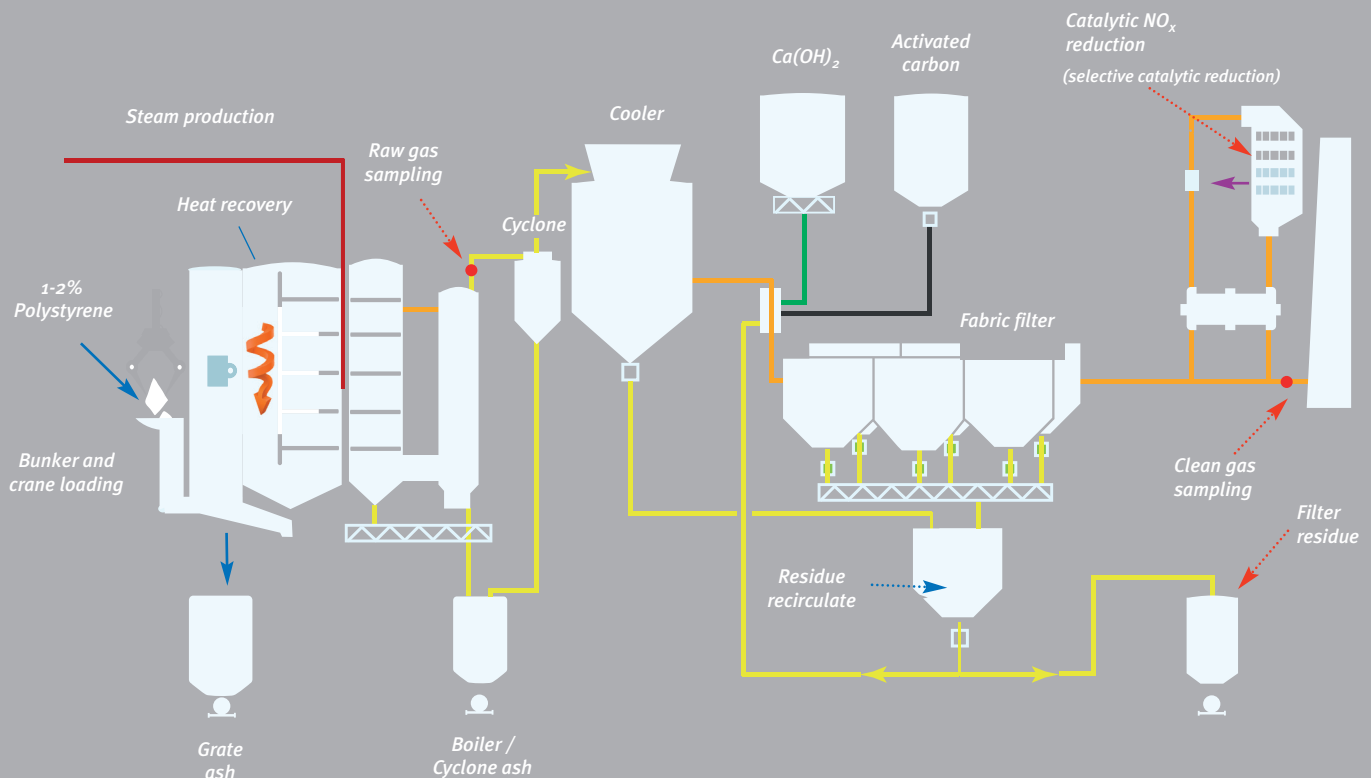 Catalytic NOx
reduction
(selective catalytic reduction)
Activated
carbon
Ca(OH)2
Cooler
Steam production
Raw gas
sampling
Heat recovery
Cyclone
1-2%
Polystyrene
Fabric filter
Bunker and
crane loading
Clean gas
sampling
Filter
residue
Residue
recirculate
Grate
ash
Boiler /
Cyclone ash